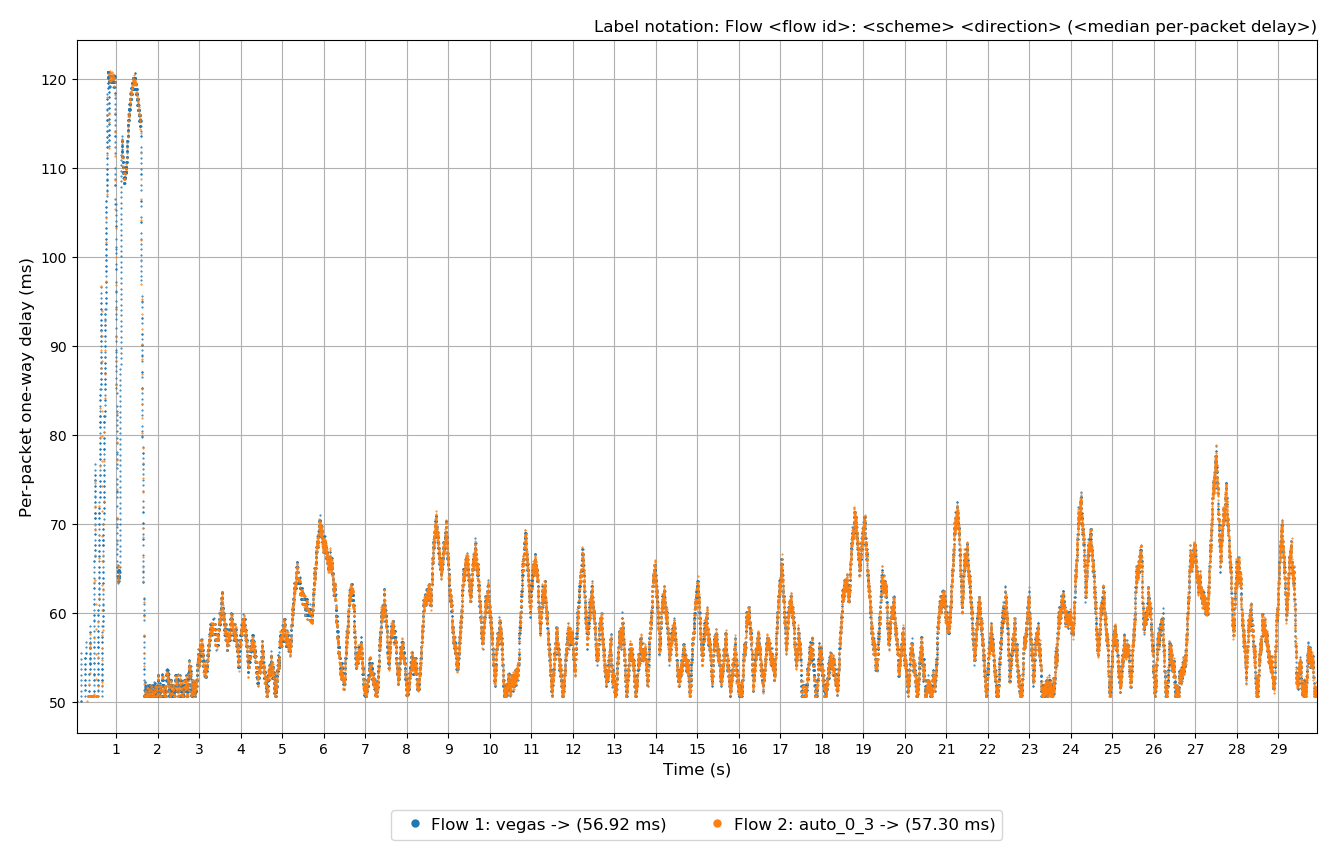 Label notation: Flow <flow id>: <scheme> <direction> (<median per-packet delay>)
120
110
100
90
80
70
60
50
Per-packet one-way delay (ms)
1 2 3 4 5 6 7 8 9 10 11 12 13 14 15 16 17 18 19 20 21 22 23 24 25 26 27 28 29
Time (s)
Flow 1: vegas -> (56.92 ms) Flow 2: auto_0_3 -> (57.30 ms)